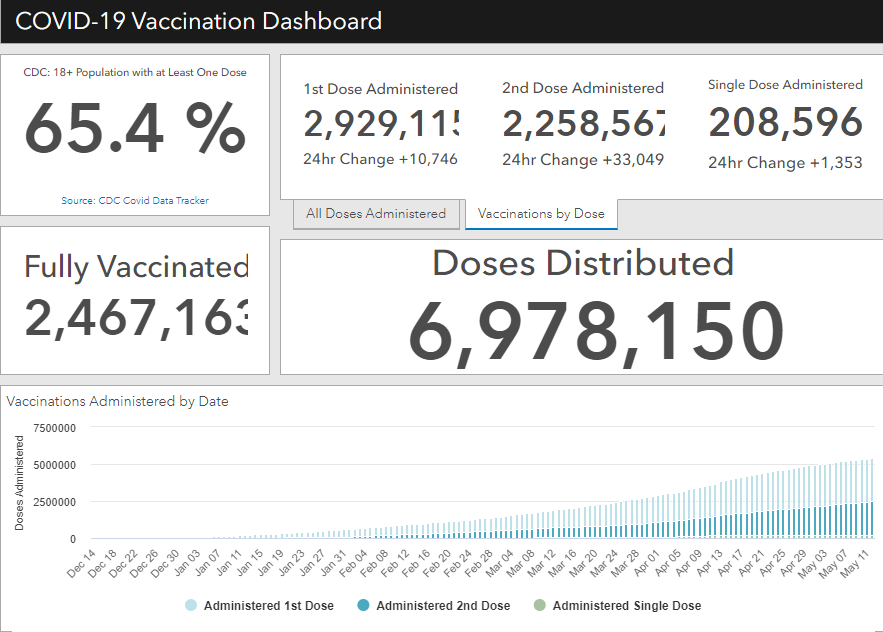 COVID-19 Vaccination Dashboard
CDC: 18+ Population with at Least One Dose
65.4 %
Source: CDC Covid Data Tracker
1st Dose Administered
2,929,115
24hr Change +10,746
2nd Dose Administered
2,258,567
24hr Change +33,049
Single Dose Administered
208,596
24hr Change +1,353
All Doses Administered
Vaccinations by Dose
Fully Vaccinated
2,467,163
Doses Distributed
6,978,150
Vaccinations Administered by Date
Doses Administered
7500000
5000000
2500000
0
Dec 14
Dec 18
Dec 22
Dec 26
Dec 30
Jan 03
Jan 07
Jan 11
Jan 15
Jan 19
Jan 23
Jan 27
Jan 31
Feb 04
Feb 08
Feb 12
Feb 16
Feb 20
Feb 24
Feb 28
Mar 04
Mar 08
Mar 12
Mar 16
Mar 20
Mar 24
Mar 28
Apr 01
Apr 05
Apr 09
Apr 13
Apr 17
Apr 21
Apr 25
Apr 29
May 03
May 07
May 11
Administered 1st Dose
Administered 2nd Dose
Administered Single Dose